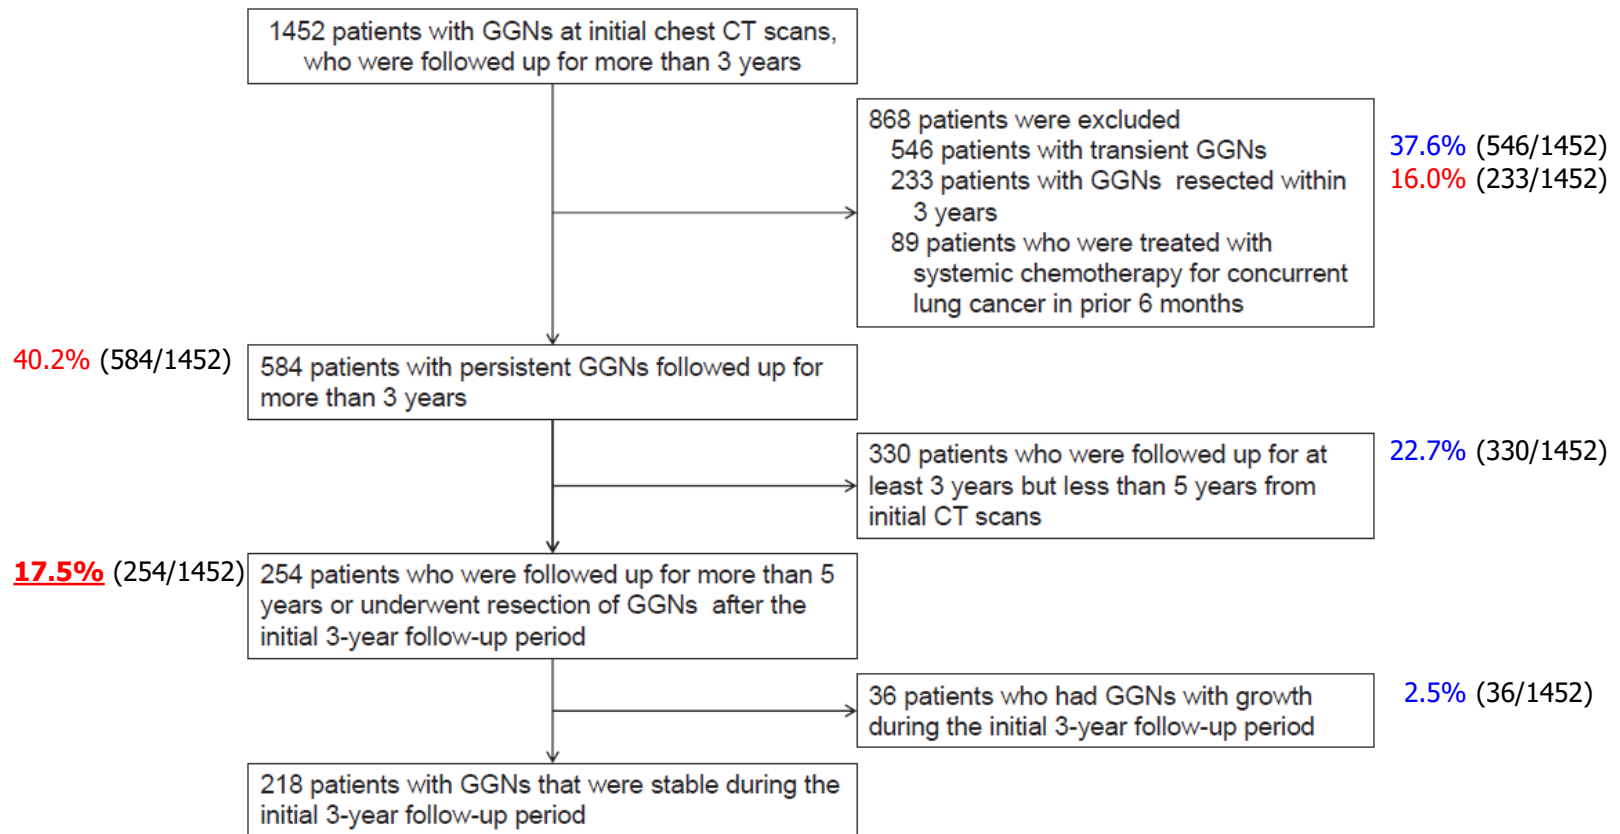 1452 patients with GGNs at initial chest CT scans,
who were followed up for more than 3 years
868 patients were excluded
546 patients with transient GGNs
233 patients with GGNs resected within
3 years
89 patients who were treated with
systemic chemotherapy for concurrent
lung cancer in prior 6 months
37.6% (546/1452)
16.0% (233/1452)
40.2% (584/1452)
584 patients with persistent GGNs followed up for
more than 3 years
330 patients who were followed up for at
least 3 years but less than 5 years from
initial CT scans
22.7% (330/1452)
17.5% (254/1452)
254 patients who were followed up for more than 5
years or underwent resection of GGNs after the
initial 3-year follow-up period
36 patients who had GGNs with growth
during the initial 3-year follow-up period
2.5% (36/1452)
218 patients with GGNs that were stable during the
initial 3-year follow-up period